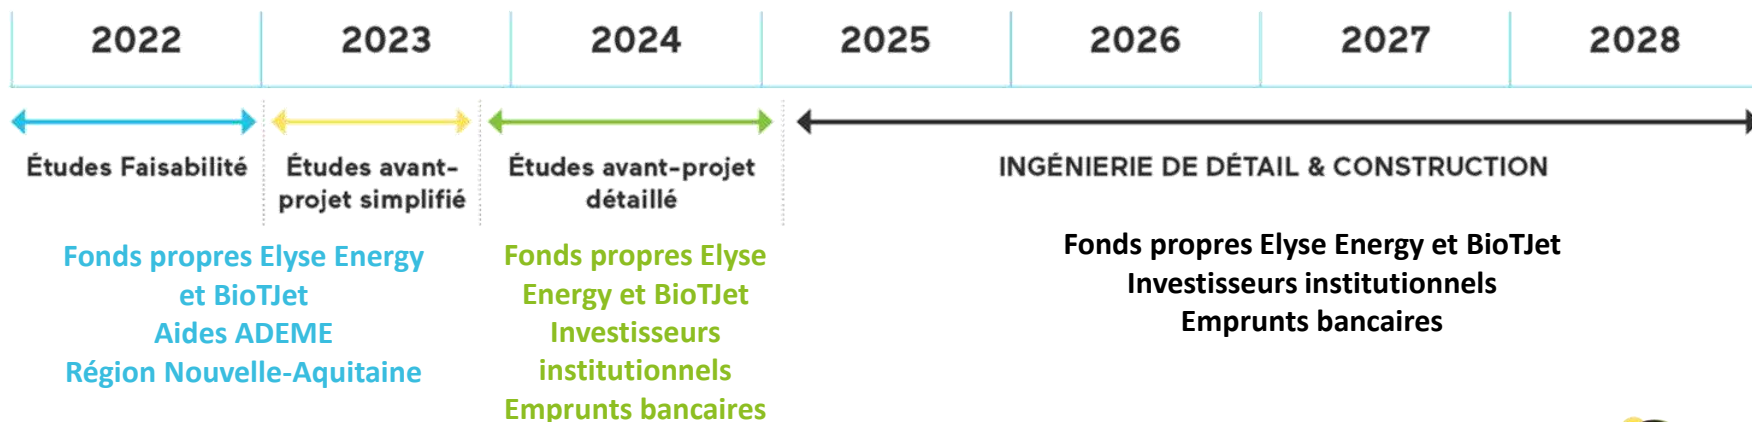 2022 2023 2024 2025 2026 2027 2028
Études Faisabilité
Études avant-
projet simplifié
Études avant-projet
détaillé
INGÉNIERIE DE DÉTAIL & CONSTRUCTION
Fonds propres Elyse Energy
et BioTJet
Aides ADEME
Région Nouvelle-Aquitaine
Fonds propres Elyse
Energy et BioTJet
Investisseurs
institutionnels
Emprunts bancaires
Fonds propres Elyse Energy et BioTJet
Investisseurs institutionnels
Emprunts bancaires